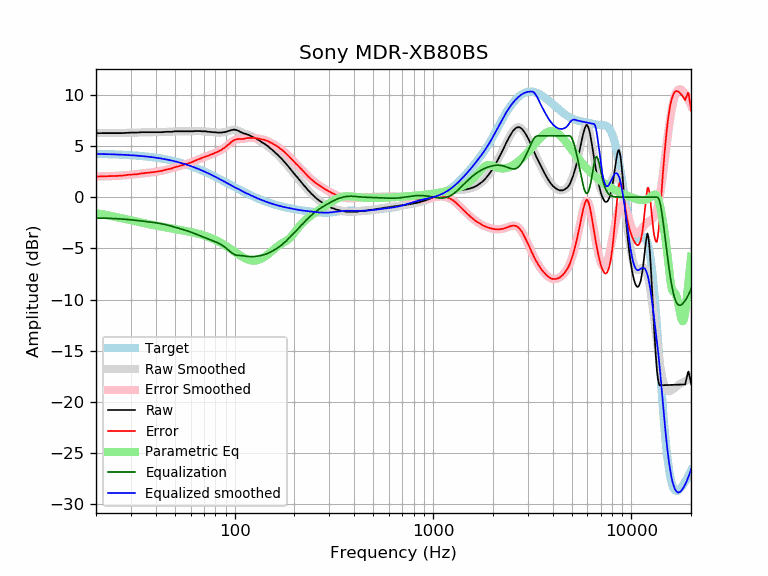 Sony MDR-XB80BS
10
5
0
−5
−10
−15
−20
−25
−30
Amplitude (dBr)
Target
Raw Smoothed
Error Smoothed
Raw
Error
Parametric Eq
Equalization
Equalized smoothed
100
1000
10000
Frequency (Hz)